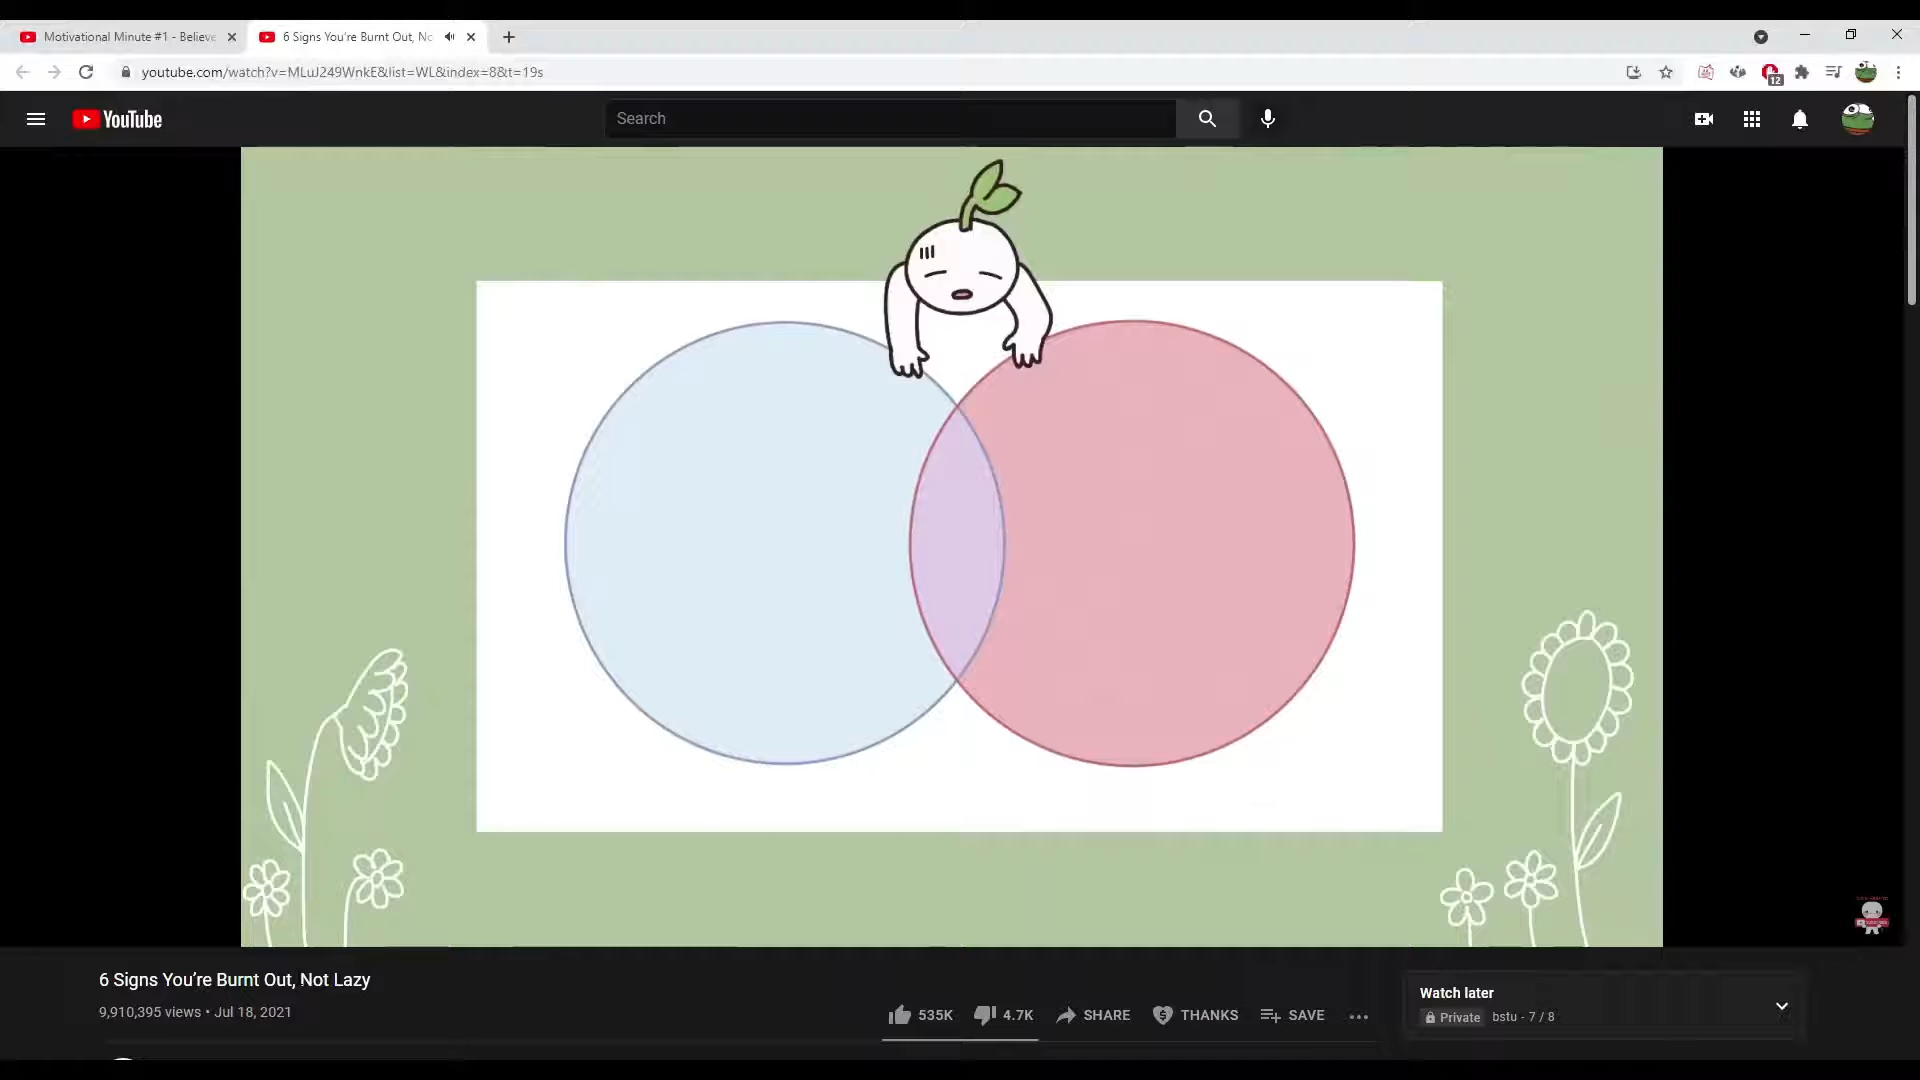 Motivational Minute #1 - Believe
6 Signs You're Burnt Out, Nc
youtube.com/watch?v=MLuJ249WnkE&list=WL&index=8&t=19s
12
YouTube
Search
6 Signs You’re Burnt Out, Not Lazy
9,910,395 views • Jul 18, 2021
535K
4.7K
SHARE
THANKS
SAVE
Watch later
Private
bstu - 7 / 8